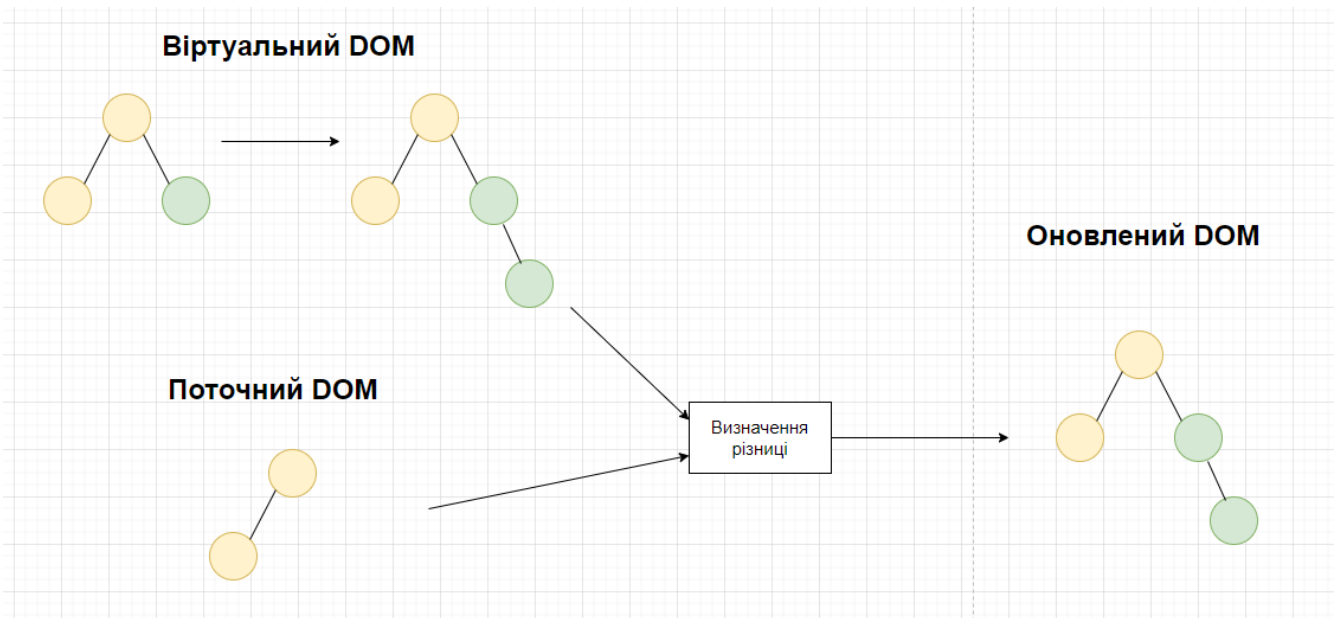 Віртуальний DOM
Оновлений DOM
Поточний DOM
Визначення
різниці